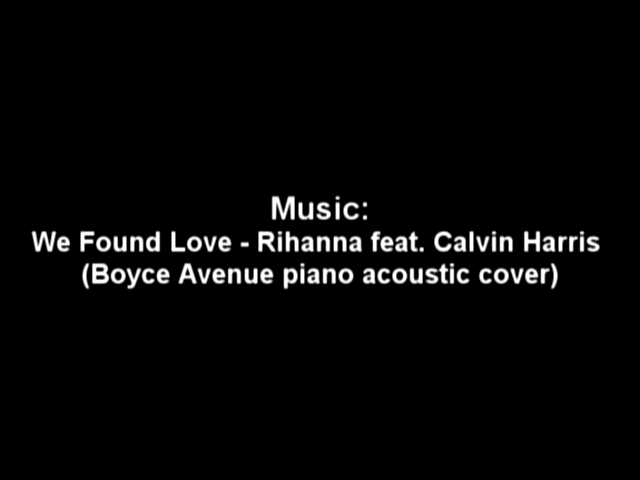 Music:
We Found Love - Rihanna feat. Calvin Harris
(Boyce Avenue piano acoustic cover)